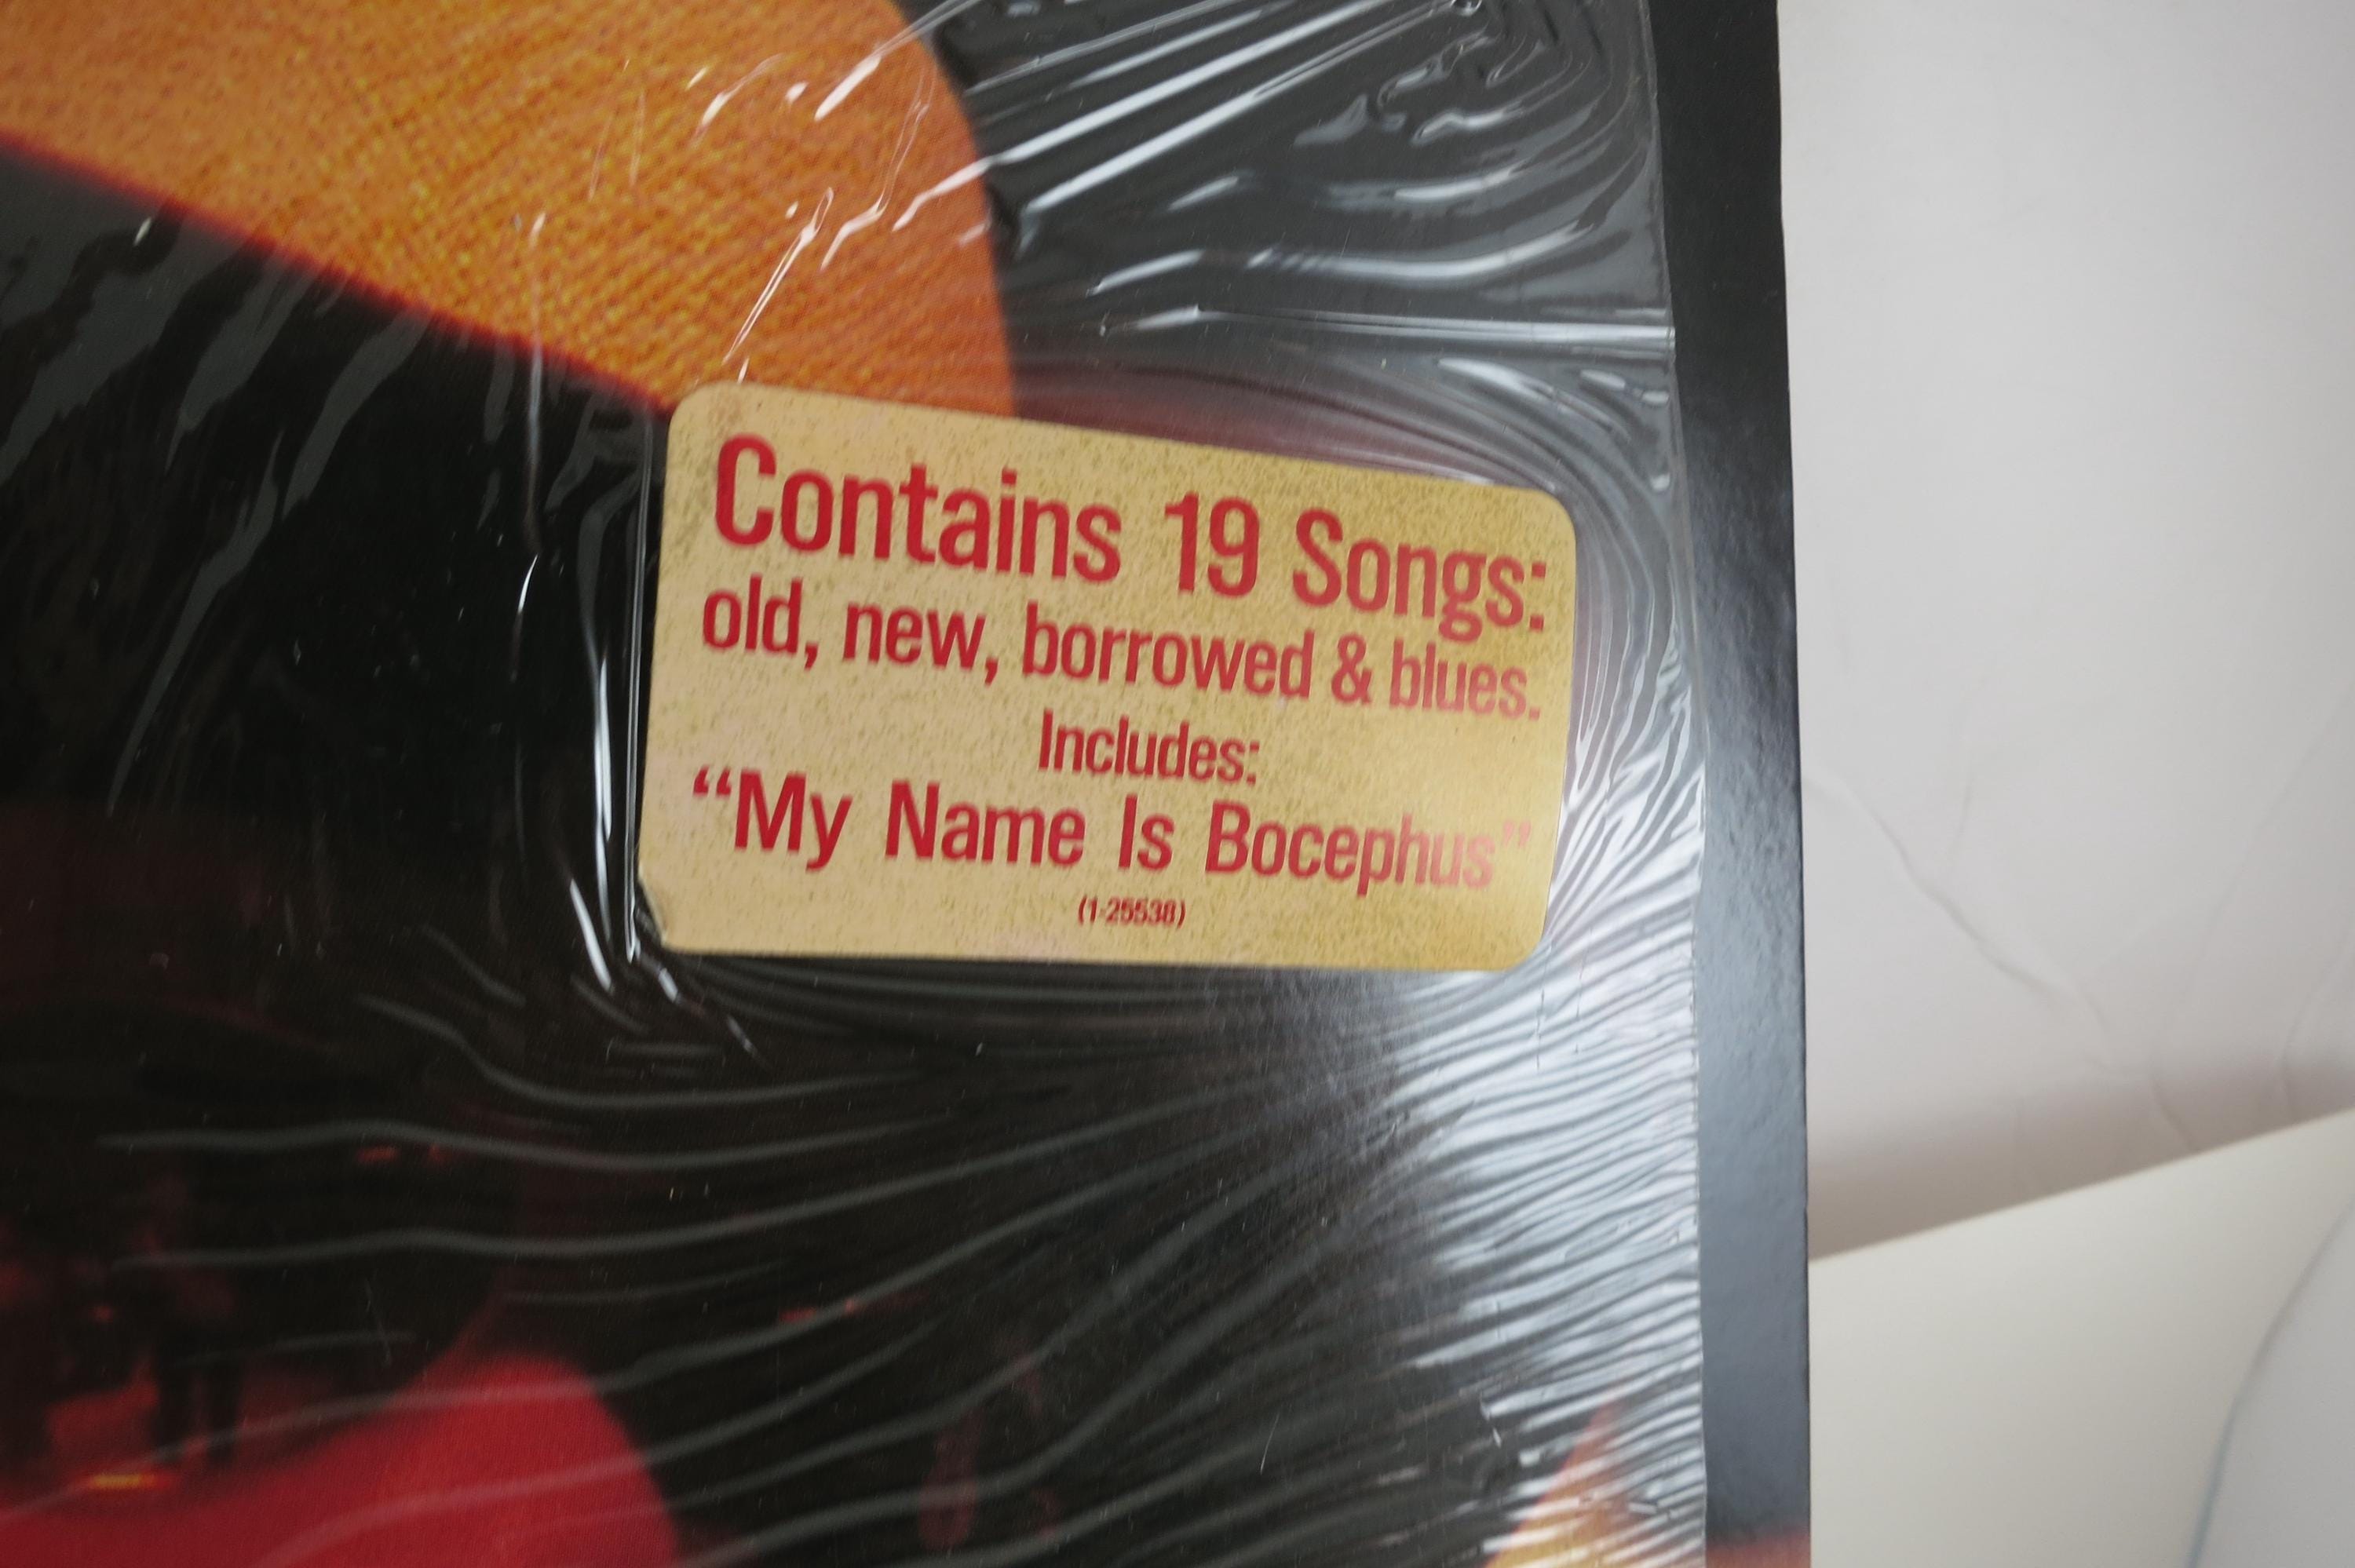 Contains 19 Songs:
old, new, borrowed & blues.
Includes:
“My Name Is Bocephus”
(1-25538)